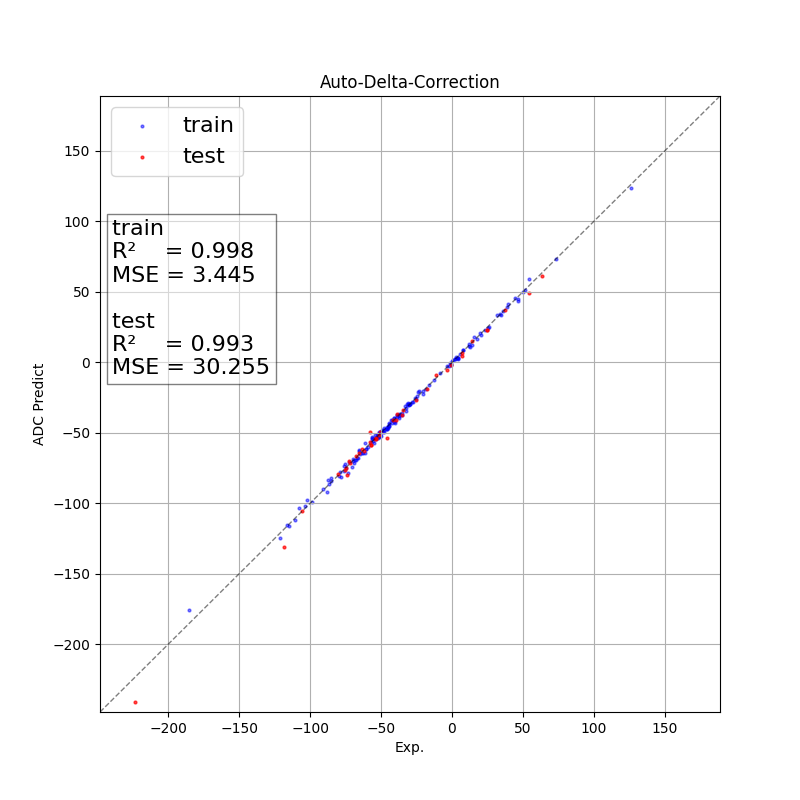 Auto-Delta-Correction
train
test
train
R² = 0.998
MSE = 3.445
test
R² = 0.993
MSE = 30.255
ADC Predict
150
100
50
0
−50
−100
−150
−200
−200 −150 −100 −50 0 50 100 150
Exp.